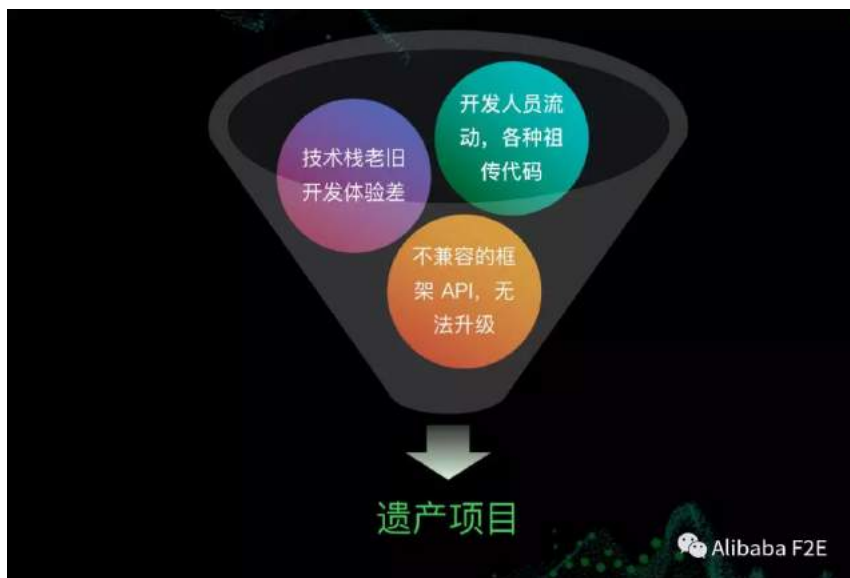 技术栈老旧
开发体验差
开发人员流
动，各种祖
传代码
不兼容的框
架 API，无
法升级
遗产项目
Alibaba F2E